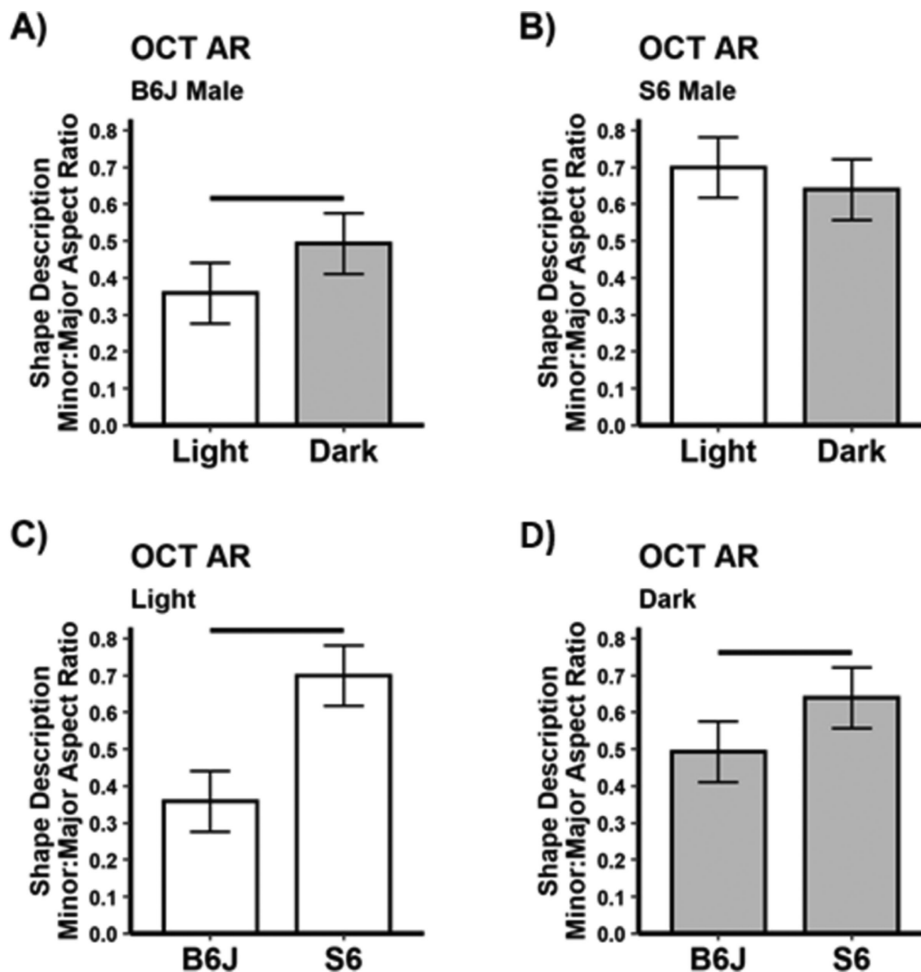 A)
OCT AR
B6J Male
Shape Description
Minor:Major Aspect Ratio
0.8
0.7
0.6
0.5
0.4
0.3
0.2
0.1
0.0
Light Dark
B)
OCT AR
S6 Male
Shape Description
Minor:Major Aspect Ratio
0.8
0.7
0.6
0.5
0.4
0.3
0.2
0.1
0.0
Light Dark
C)
OCT AR
Light
Shape Description
Minor:Major Aspect Ratio
0.8
0.7
0.6
0.5
0.4
0.3
0.2
0.1
0.0
B6J S6
D)
OCT AR
Dark
Shape Description
Minor:Major Aspect Ratio
0.8
0.7
0.6
0.5
0.4
0.3
0.2
0.1
0.0
B6J S6